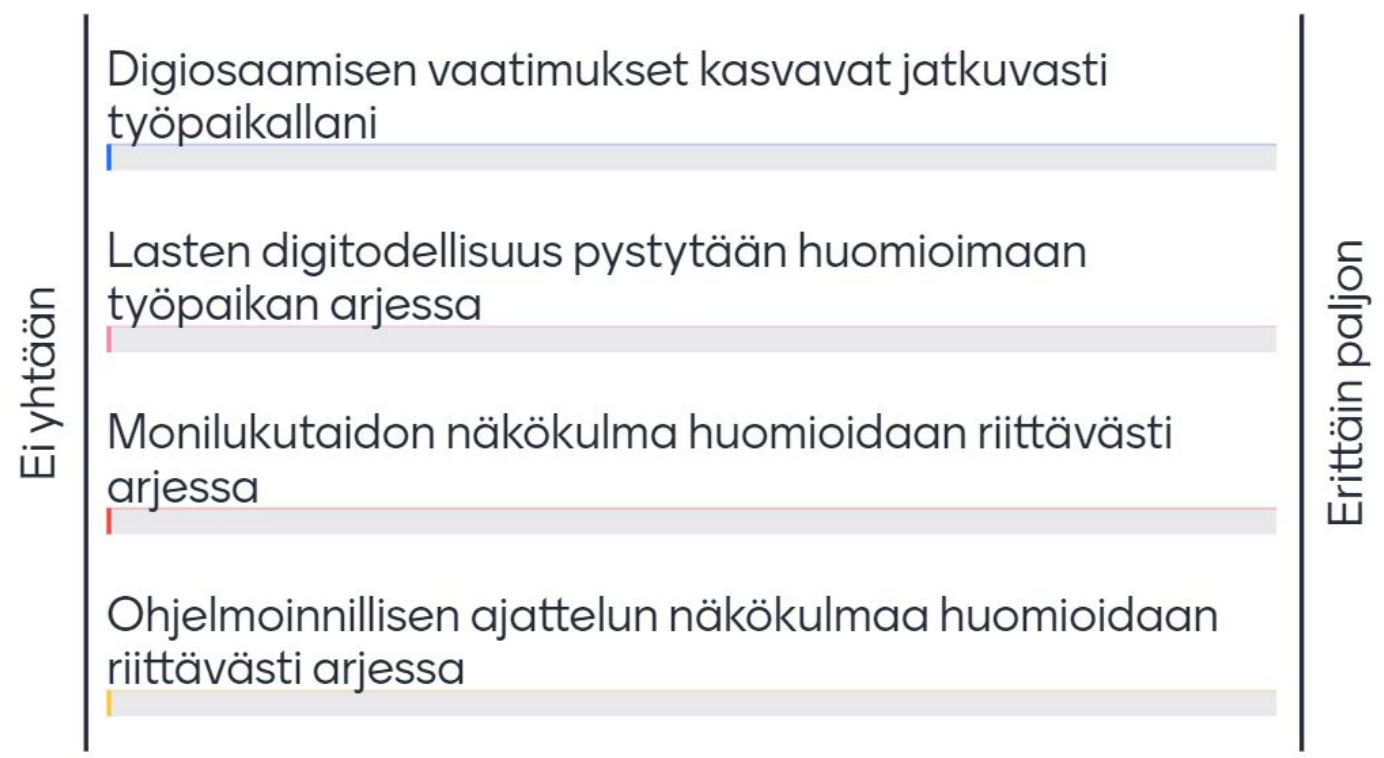 Ei yhtään
Digiosaamisen vaatimukset kasvavat jatkuvasti
työpaikallani
Lasten digitodellisuus pystytään huomioimaan
työpaikan arjessa
Monilukutaidon näkökulma huomioidaan riittävästi
arjessa
Ohjelmoinnillisen ajattelun näkökulmaa huomioidaan
riittävästi arjessa
Erittäin paljon